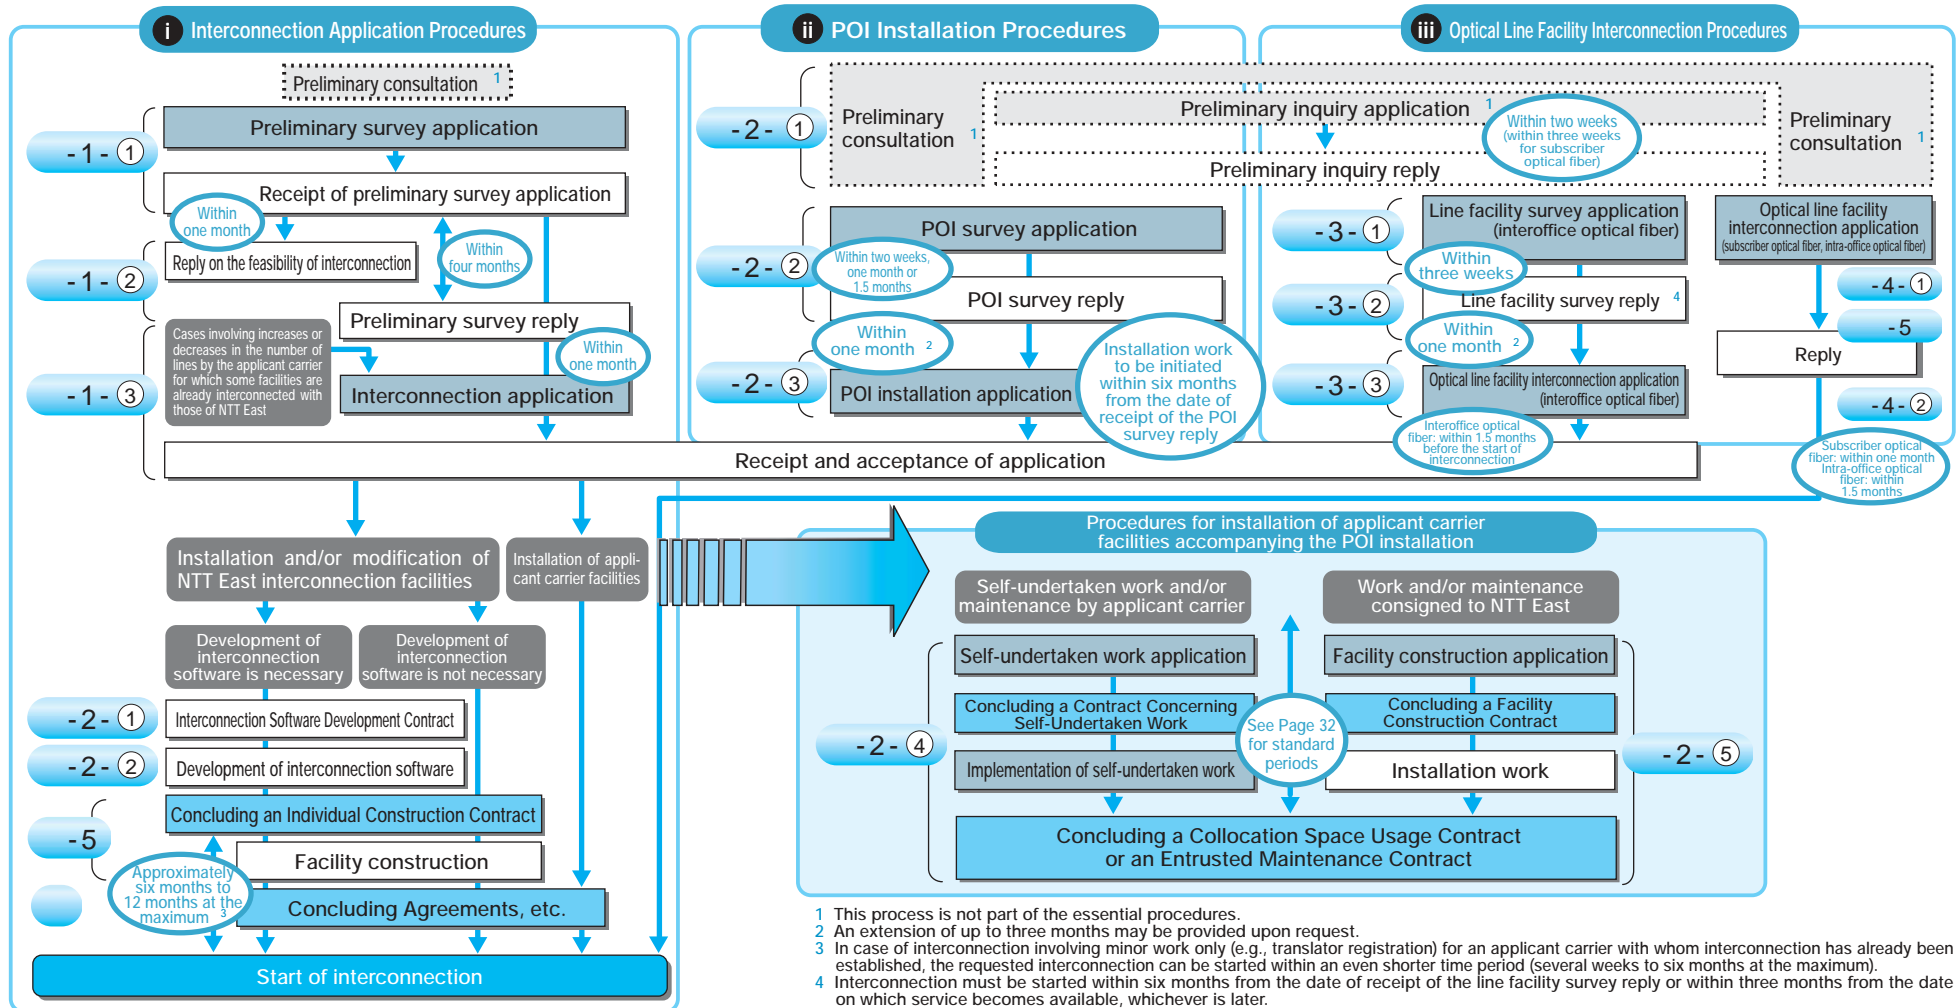 i Interconnection Application Procedures
Preliminary consultation 1
-1-①
Preliminary survey application
Receipt of preliminary survey application
Within
one month
Within
four months
-1-②
Reply on the feasibility of interconnection
Preliminary survey reply
Within
one month
-1-③
Cases involving increases or
decreases in the number of
lines by the applicant carrier
for which some facilities are
already interconnected with
those of NTT East
Interconnection application
ii POI Installation Procedures
-2-①
Preliminary
consultation 1
Preliminary inquiry application 1
Within two weeks
(within three weeks
for subscriber
optical fiber)
Preliminary inquiry reply
Preliminary
consultation 1
-2-②
POI survey application
Within two weeks,
one month or
1.5 months
POI survey reply
Within
one month 2
-2-③
POI installation application
Installation work
to be initiated
within six months
from the date of
receipt of the POI
survey reply
iii Optical Line Facility Interconnection Procedures
-3-①
Line facility survey application
(interoffice optical fiber)
Within
three weeks
-3-②
Line facility survey reply 4
Within
one month 2
-3-③
Optical line facility interconnection application
(interoffice optical fiber)
Interoffice optical
fiber: within 1.5 months
before the start of
interconnection
Optical line facility
interconnection application
(subscriber optical fiber, intra-office optical fiber)
-4-①
-5
Reply
-4-②
Subscriber optical
fiber: within one month
Intra-office optical
fiber: within
1.5 months
Receipt and acceptance of application
Installation and/or modification of
NTT East interconnection facilities
Installation of appli-
cant carrier facilities
Development of
interconnection
software is necessary
Development of
interconnection
software is not necessary
-2-①
Interconnection Software Development Contract
-2-②
Development of interconnection software
-5
Concluding an Individual Construction Contract
Facility construction
Approximately
six months to
12 months at the
maximum 3
Concluding Agreements, etc.
Start of interconnection
Procedures for installation of applicant carrier
facilities accompanying the POI installation
Self-undertaken work and/or
maintenance by applicant carrier
Work and/or maintenance
consigned to NTT East
-2-④
Self-undertaken work application
Concluding a Contract Concerning
Self-Undertaken Work
Implementation of self-undertaken work
See Page 32
for standard
periods
Facility construction application
Concluding a Facility
Construction Contract
Installation work
-2-⑤
Concluding a Collocation Space Usage Contract
or an Entrusted Maintenance Contract
1 This process is not part of the essential procedures.
2 An extension of up to three months may be provided upon request.
3 In case of interconnection involving minor work only (e.g., translator registration) for an applicant carrier with whom interconnection has already been
established, the requested interconnection can be started within an even shorter time period (several weeks to six months at the maximum).
4 Interconnection must be started within six months from the date of receipt of the line facility survey reply or within three months from the date
on which service becomes available, whichever is later.